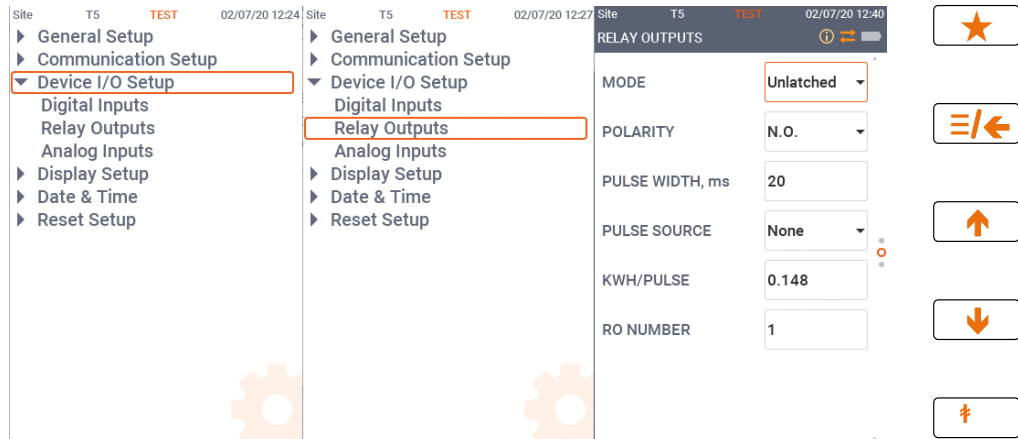 Site T5 TEST 02/07/20 12:24
General Setup
Communication Setup
Device I/O Setup
Digital Inputs
Relay Outputs
Analog Inputs
Display Setup
Date & Time
Reset Setup
Site T5 TEST 02/07/20 12:27
General Setup
Communication Setup
Device I/O Setup
Digital Inputs
Relay Outputs
Analog Inputs
Display Setup
Date & Time
Reset Setup
Site T5 TEST 02/07/20 12:40
RELAY OUTPUTS
MODE Unlatched
POLARITY N.O.
PULSE WIDTH, ms 20
PULSE SOURCE None
KWH/PULSE 0.148
RO NUMBER 1